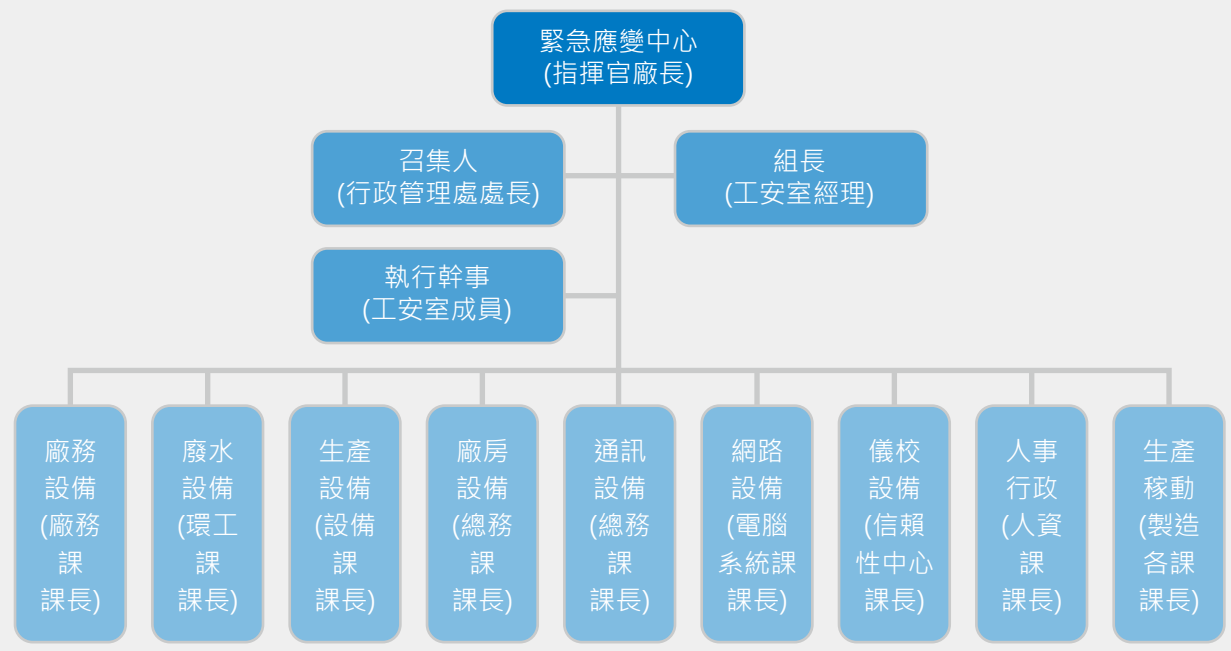 緊急應變中心
(指揮官廠長)
召集人
(行政管理處處長)
組長
(工安室經理)
執行幹事
(工安室成員)
廠務
設備
(廠務
課
課長)
廢水
設備
(環工
課
課長)
生產
設備
(設備
課
課長)
廠房
設備
(總務
課
課長)
通訊
設備
(總務
課
課長)
網路
設備
(電腦
系統課
課長)
儀校
設備
(信賴
性中心
課長)
人事
行政
(人資
課
課長)
生產
稼動
(製造
各課
課長)